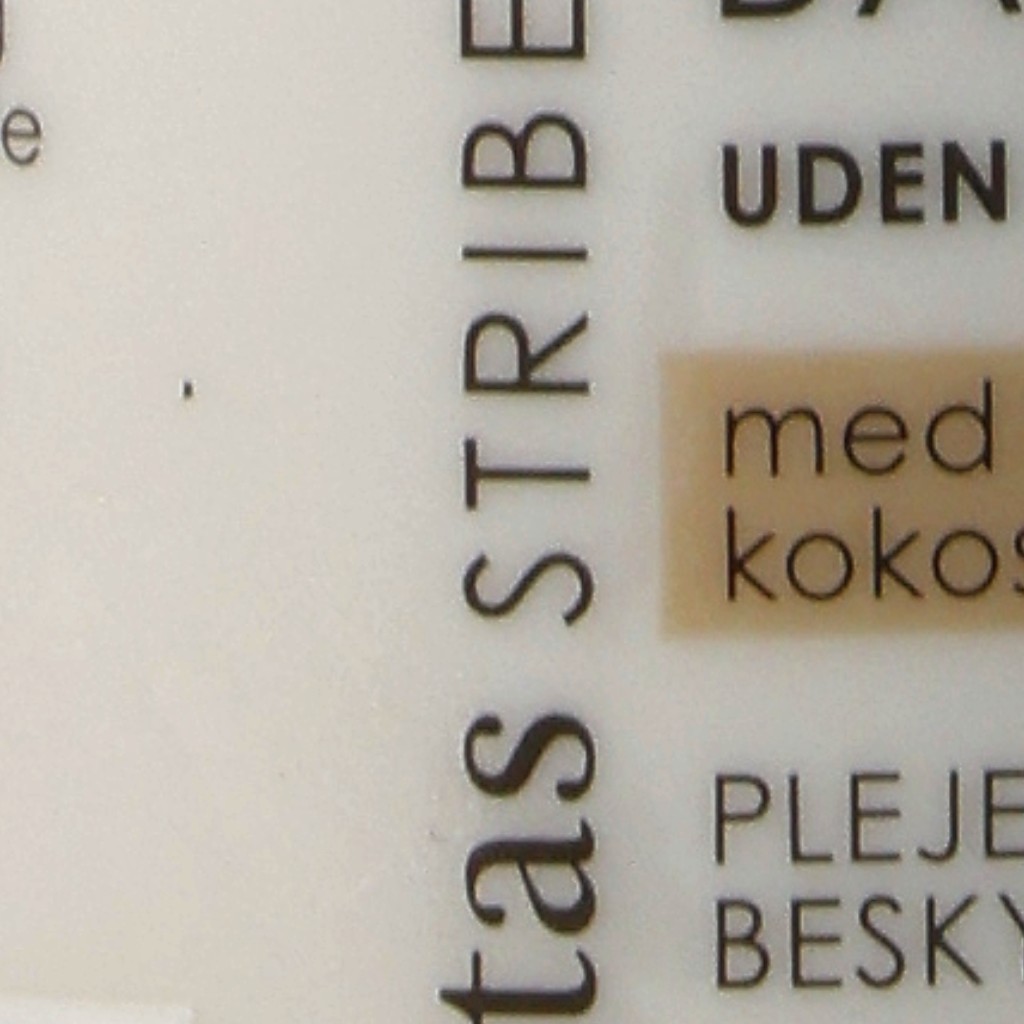 e
tas STRIBE
UDEN
med
kokos
PLEJE
BESKY